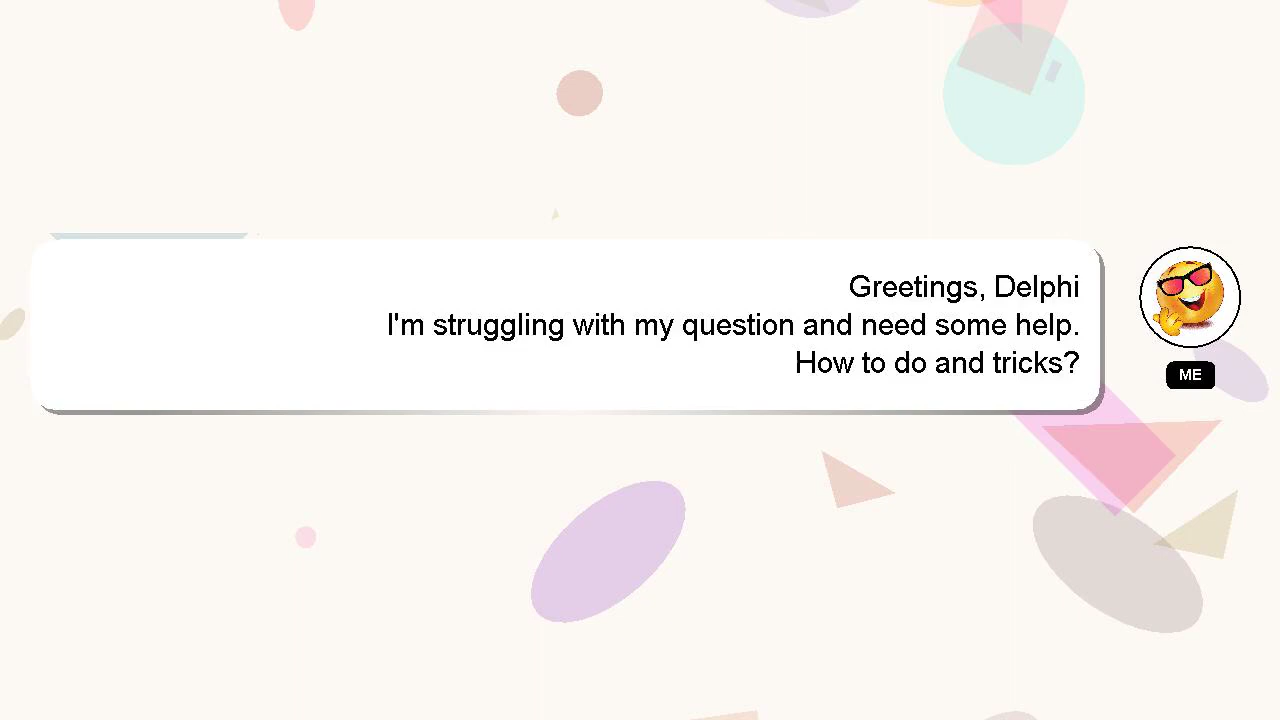 Greetings, Delphi
I'm struggling with my question and need some help.
How to do and tricks?
ME